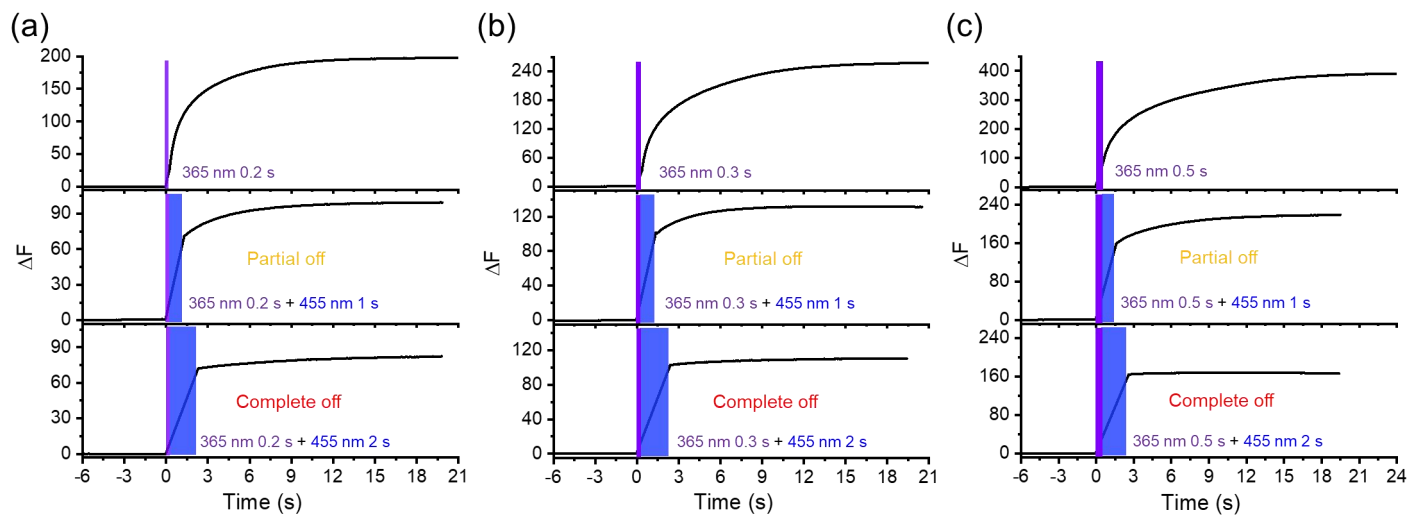 (a)
200
150
100
50
0
365 nm 0.2 s
90
60
30
0
Partial off
365 nm 0.2 s + 455 nm 1 s
90
60
30
0
Complete off
365 nm 0.2 s + 455 nm 2 s
-6 -3 0 3 6 9 12 15 18 21
Time (s)
ΔF
(b)
240
180
120
60
0
365 nm 0.3 s
120
80
40
0
Partial off
365 nm 0.3 s + 455 nm 1 s
120
80
40
0
Complete off
365 nm 0.3 s + 455 nm 2 s
-6 -3 0 3 6 9 12 15 18 21
Time (s)
ΔF
(c)
400
300
200
100
0
365 nm 0.5 s
240
160
80
0
Partial off
365 nm 0.5 s + 455 nm 1 s
240
160
80
0
Complete off
365 nm 0.5 s + 455 nm 2 s
-6 -3 0 3 6 9 12 15 18 21 24
Time (s)
ΔF